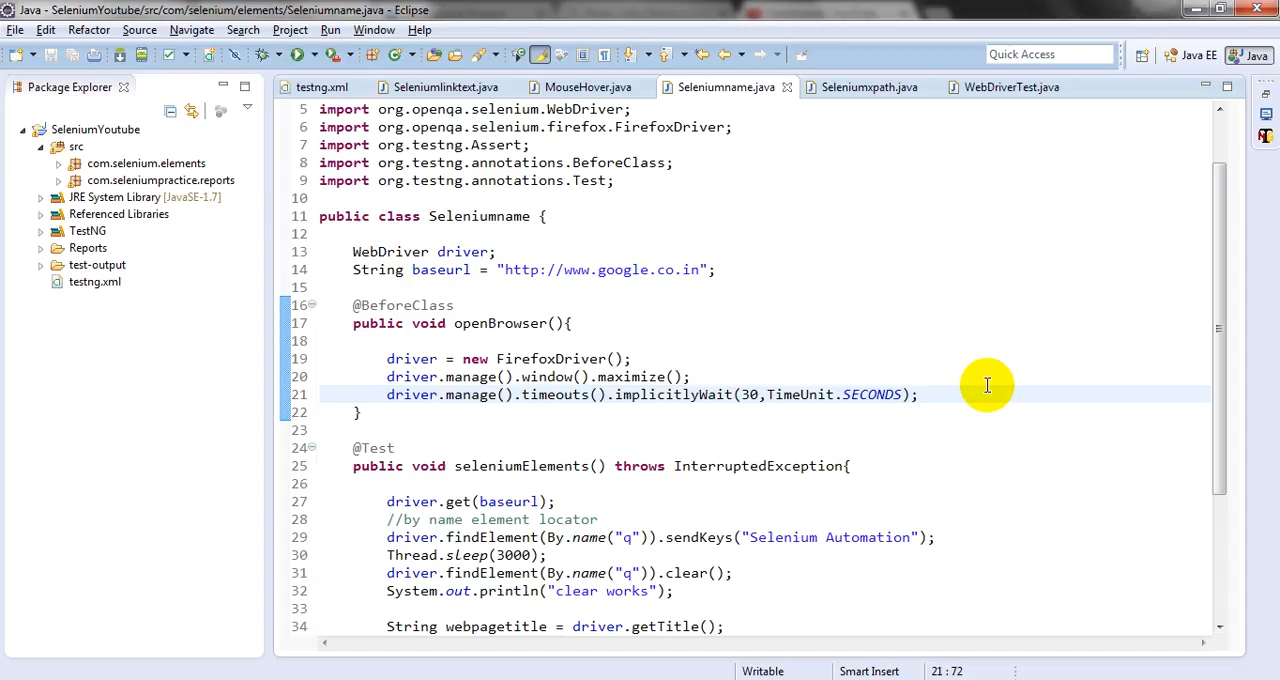 Java - SeleniumYoutube/src/com/selenium/elements/Seleniumname.java - Eclipse
File Edit Refactor Source Navigate Search Project Run Window Help
Quick Access
Java EE
Java
Package Explorer
testng.xml
Seleniumlinktext.java
MouseHover.java
Seleniumname.java
Seleniumxpath.java
WebDriverTest.java
SeleniumYoutube
src
com.selenium.elements
com.seleniumpractice.reports
JRE System Library [JavaSE-1.7]
Referenced Libraries
TestNG
Reports
test-output
testng.xml
5 import org.openqa.selenium.WebDriver;
6 import org.openqa.selenium.firefox.FirefoxDriver;
7 import org.testng.Assert;
8 import org.testng.annotations.BeforeClass;
9 import org.testng.annotations.Test;
10
11 public class Seleniumname {
12
13 WebDriver driver;
14 String baseurl = "http://www.google.co.in";
15
16 @BeforeClass
17 public void openBrowser(){
18
19 driver = new FirefoxDriver();
20 driver.manage().window().maximize();
21 driver.manage().timeouts().implicitlyWait(30,TimeUnit.SECONDS);
22 }
23
24 @Test
25 public void seleniumElements() throws InterruptedException{
26
27 driver.get(baseurl);
28 //by name element locator
29 driver.findElement(By.name("q")).sendKeys("Selenium Automation");
30 Thread.sleep(3000);
31 driver.findElement(By.name("q")).clear();
32 System.out.println("clear works");
33
34 String webpagetitle = driver.getTitle();
Writable
Smart Insert
21 : 72